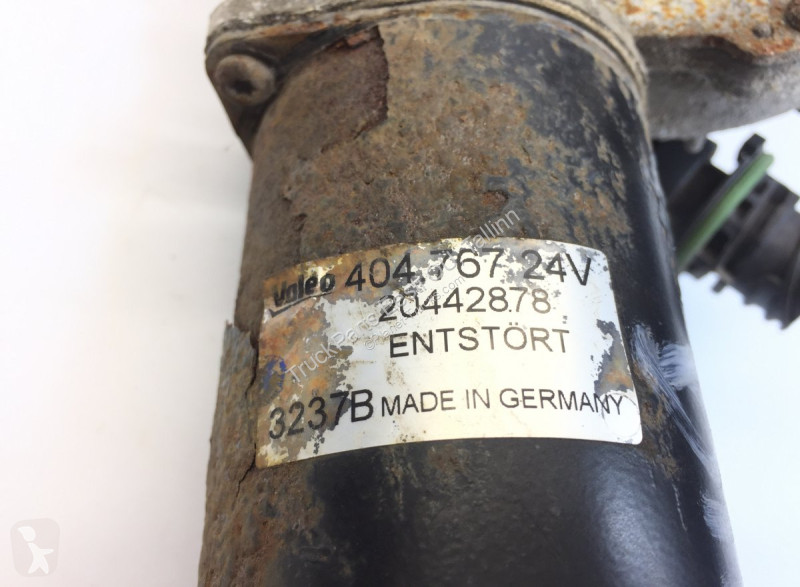 Valeo 404.767 24V
20442878
ENTSTÖRT
3237B MADE IN GERMANY